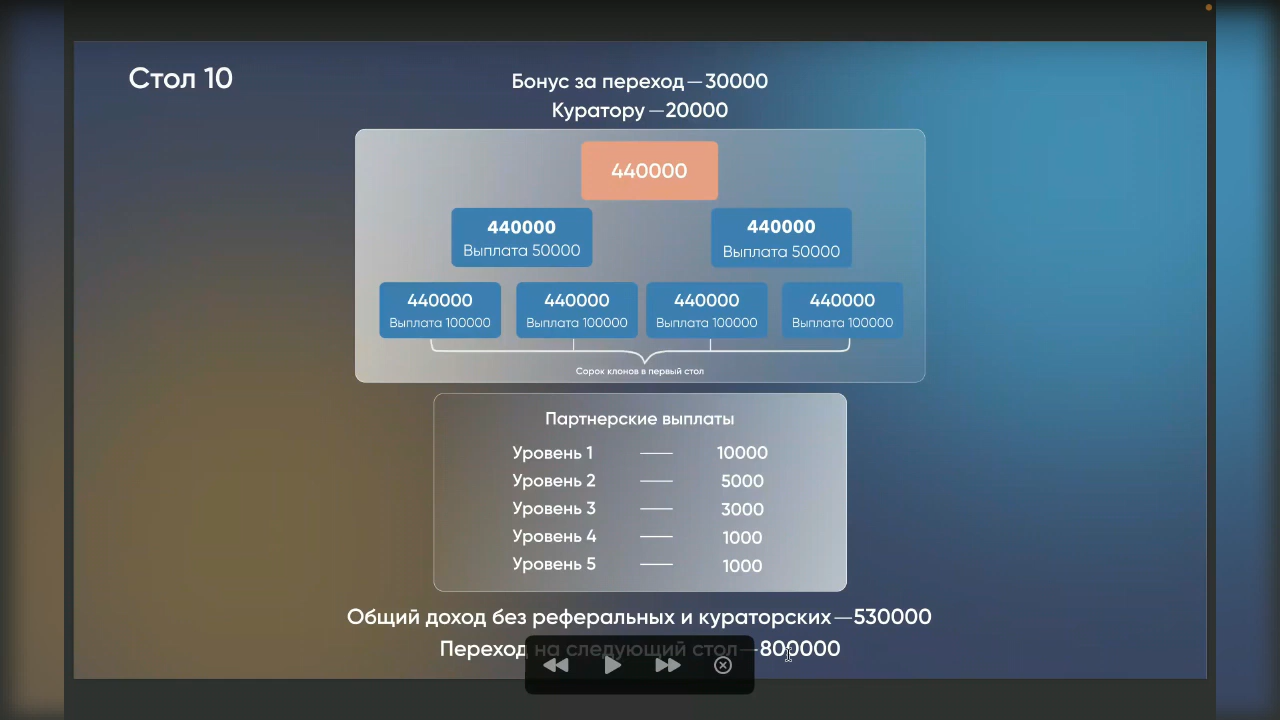 Стол 10
Бонус за переход — 30000
Куратору — 20000
440000
440000
Выплата 50000
440000
Выплата 50000
440000
Выплата 100000
440000
Выплата 100000
440000
Выплата 100000
440000
Выплата 100000
Сорок клонов в первый стол
Партнерские выплаты
Уровень 1 — 10000
Уровень 2 — 5000
Уровень 3 — 3000
Уровень 4 — 1000
Уровень 5 — 1000
Общий доход без реферальных и кураторских — 530000
Переход на следующий стол — 800000